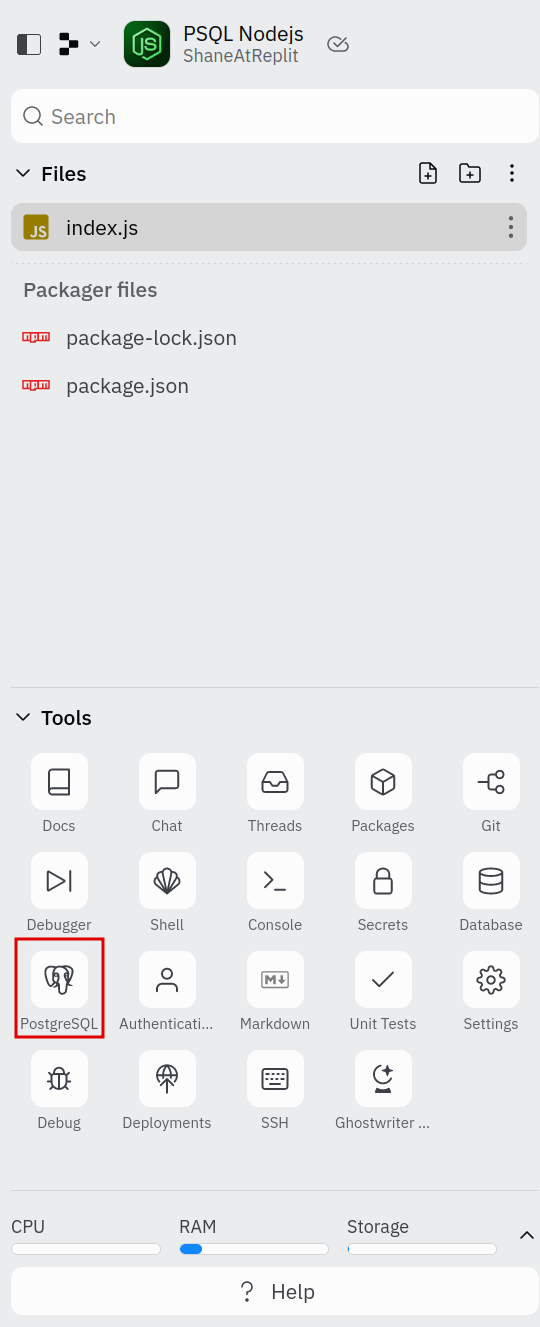 PSQL Nodejs
ShaneAtReplit
Search
Files
JS index.js
Packager files
package-lock.json
package.json
Tools
Docs Chat Threads Packages Git
Debugger Shell Console Secrets Database
PostgreSQL Authenticati... Markdown Unit Tests Settings
Debug Deployments SSH Ghostwriter ...
CPU RAM Storage
? Help